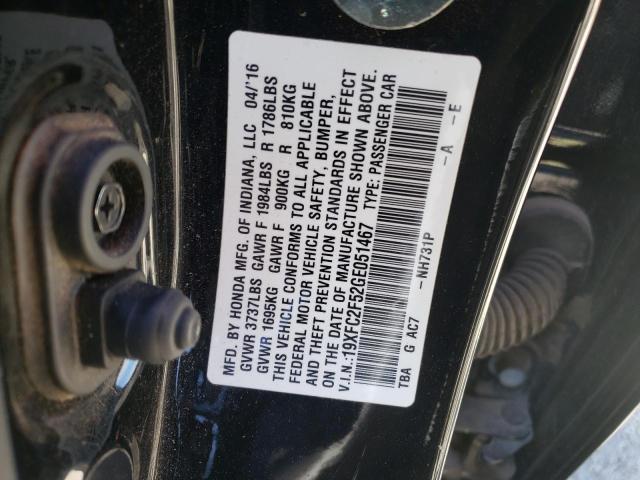 MFD. BY HONDA MFG. OF INDIANA, LLC 04/'16
GVWR 3737LBS GAWR F 1984LBS R 1786LBS
GVWR 1695KG GAWR F 900KG R 810KG
THIS VEHICLE CONFORMS TO ALL APPLICABLE
FEDERAL MOTOR VEHICLE SAFETY, BUMPER,
AND THEFT PREVENTION STANDARDS IN EFFECT
ON THE DATE OF MANUFACTURE SHOWN ABOVE.
V.I.N.:19XFC2F52GE051467 TYPE: PASSENGER CAR
TBA G AC7 -NH731P -A -E